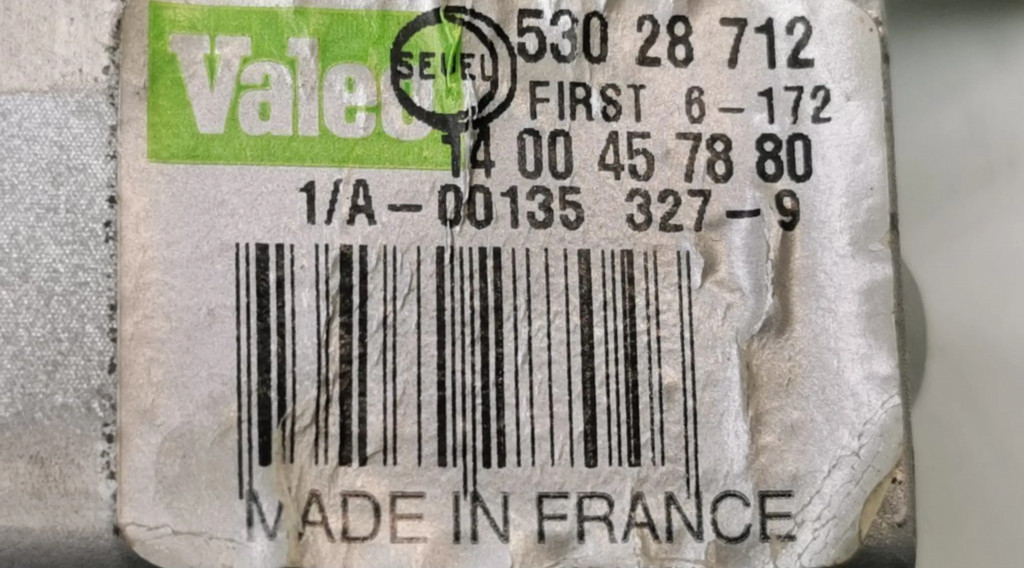 Valeo SEVEL 530 28 712
FIRST 6-172
14 00 45 78 80
1/A-00135 327-9
MADE IN FRANCE